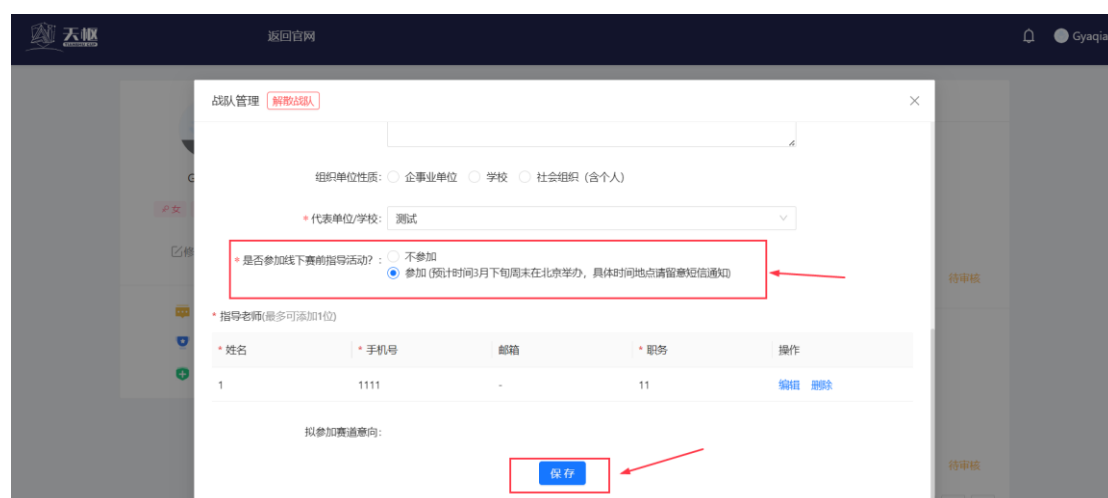 天枢
返回官网
Gyaqia
战队管理 解散战队
组织单位性质: 企事业单位 学校 社会组织 (含个人)
女
* 代表单位/学校: 测试
修
* 是否参加线下赛前指导活动? : 不参加
参加 (预计时间3月下旬周末在北京举办，具体时间地点请留意短信通知)
待审核
* 指导老师(最多可添加1位)
* 姓名 * 手机号 邮箱 * 职务 操作
1 1111 - 11 编辑 删除
拟参加赛道意向:
保存
待审核